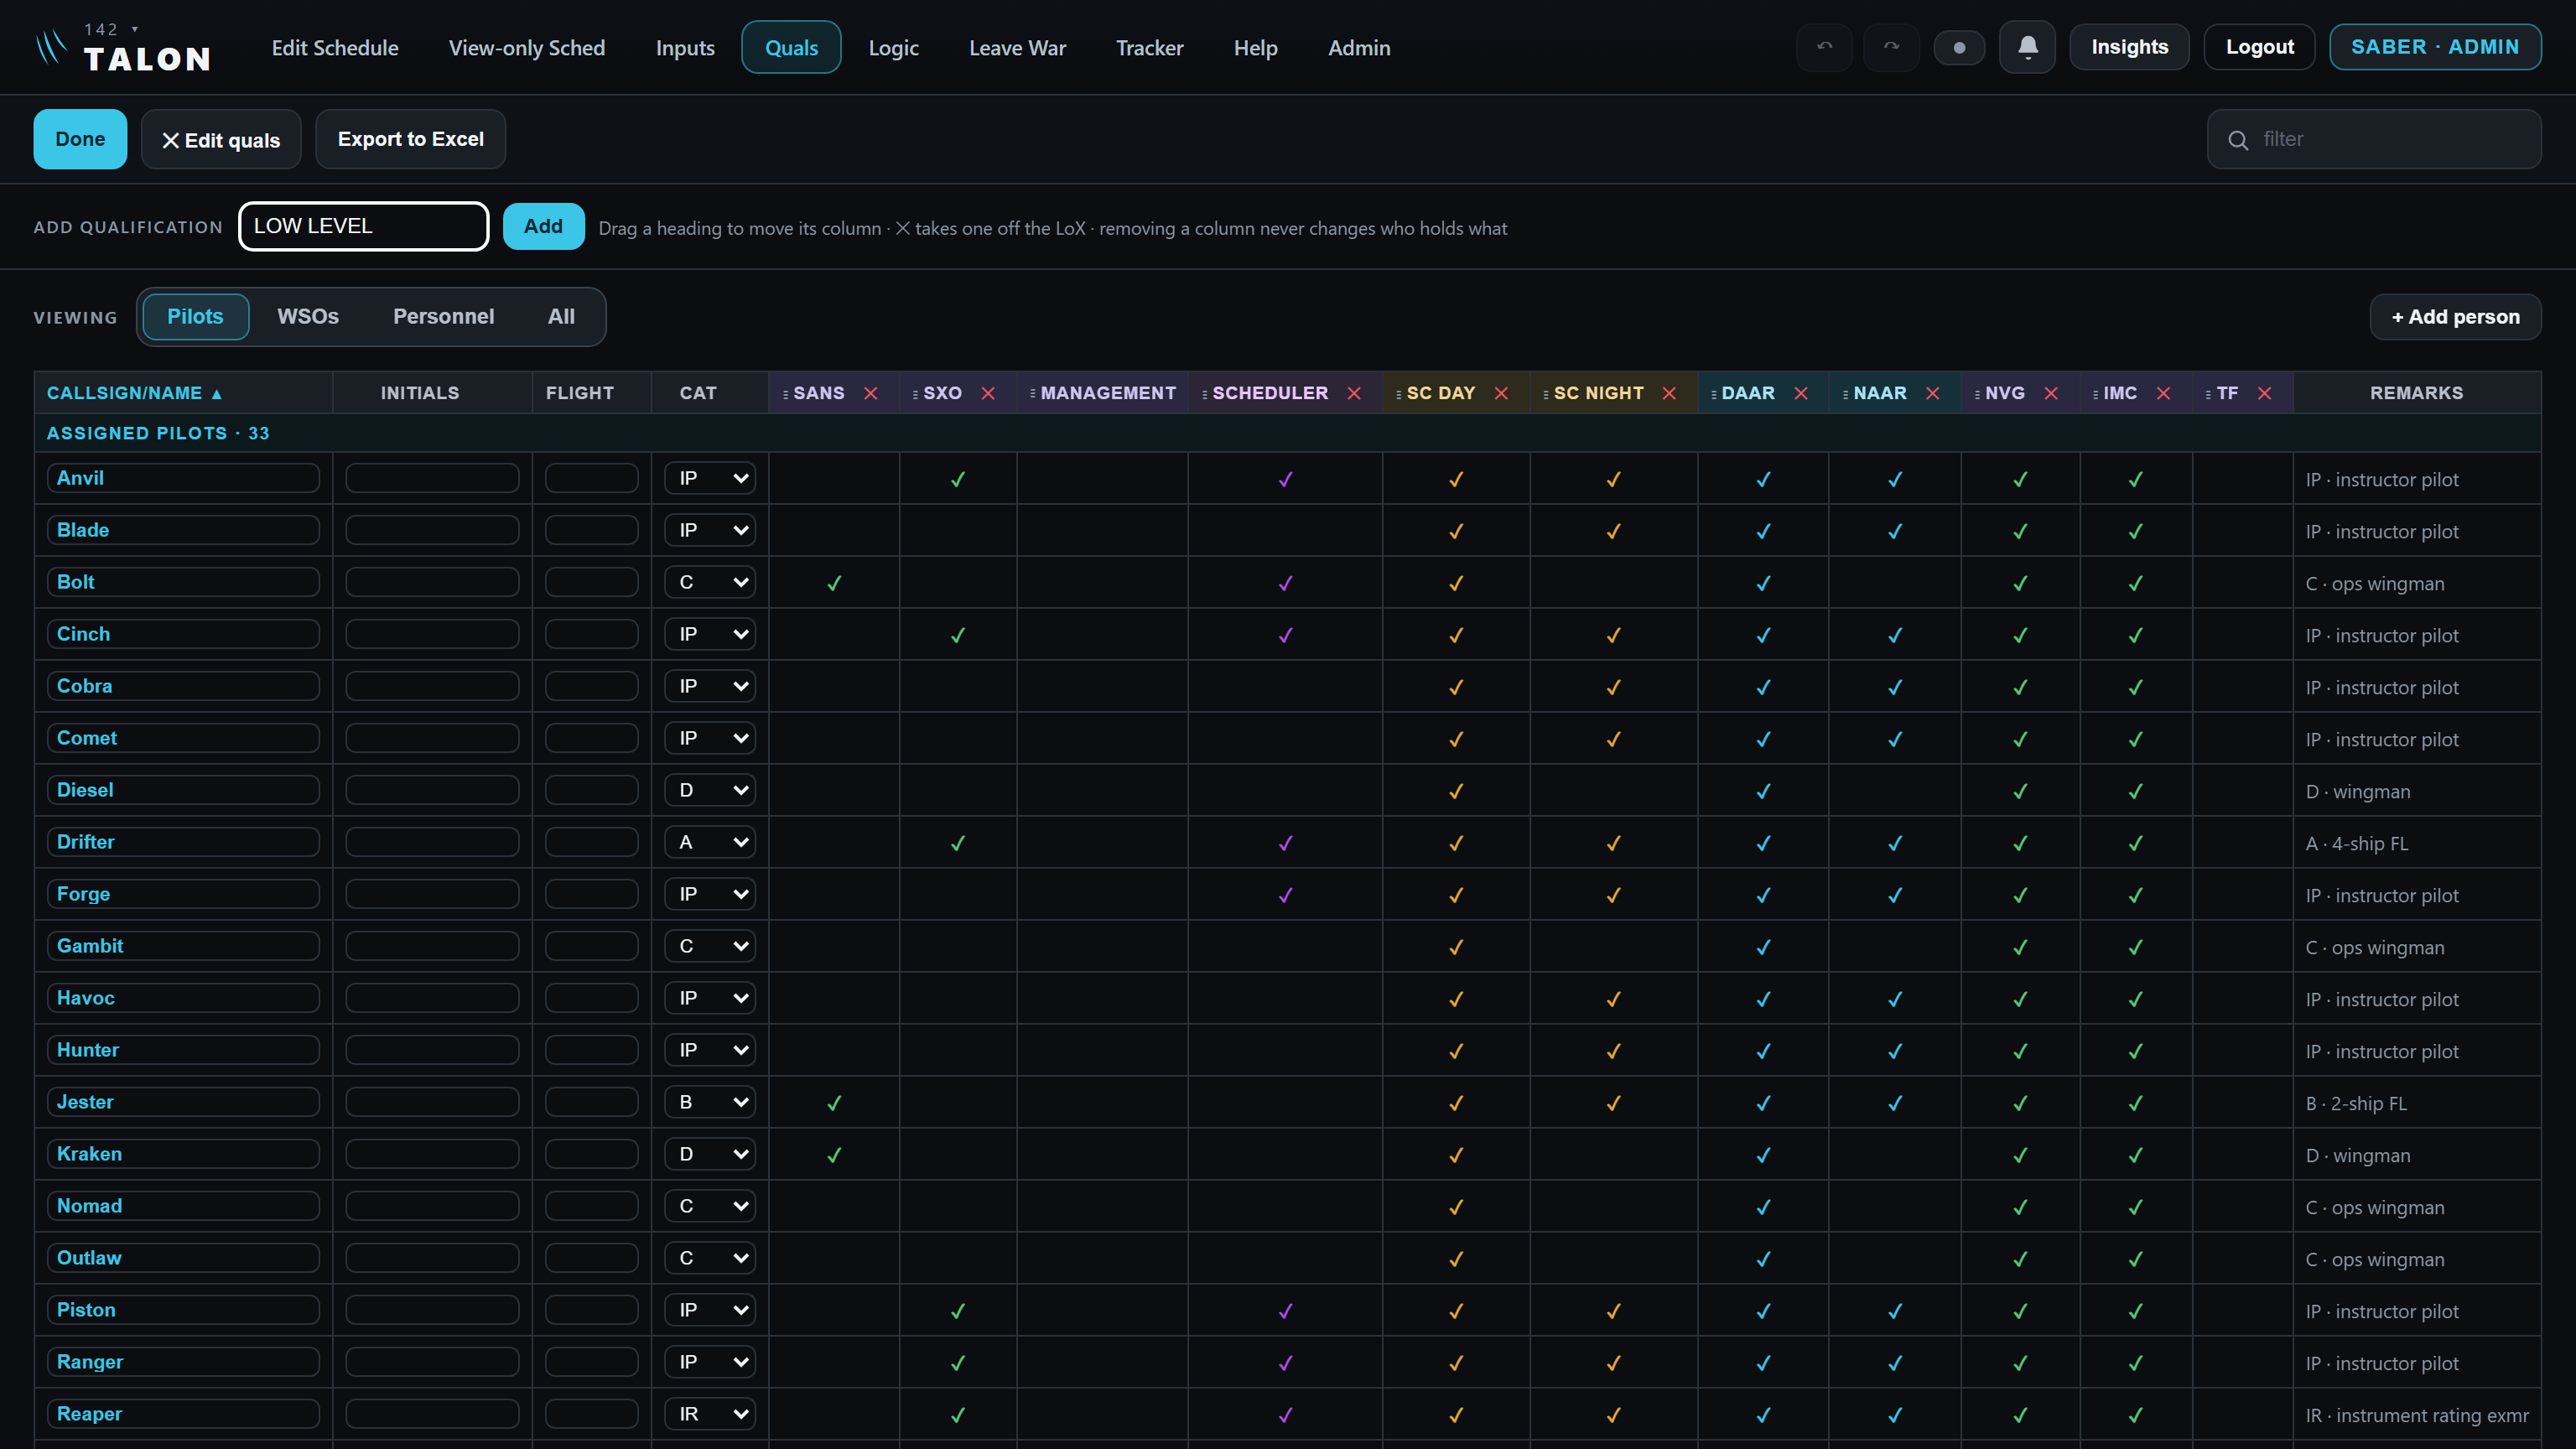 142 ▾
TALON
Edit Schedule View-only Sched Inputs Quals Logic Leave War Tracker Help Admin Insights Logout SABER · ADMIN
Done ✕ Edit quals Export to Excel filter
ADD QUALIFICATION LOW LEVEL Add Drag a heading to move its column · ✕ takes one off the LoX · removing a column never changes who holds what
VIEWING Pilots WSOs Personnel All + Add person
CALLSIGN/NAME ▲ INITIALS FLIGHT CAT SANS ✕ SXO ✕ MANAGEMENT SCHEDULER ✕ SC DAY ✕ SC NIGHT ✕ DAAR ✕ NAAR ✕ NVG ✕ IMC ✕ TF ✕ REMARKS
ASSIGNED PILOTS · 33
Anvil IP ✓ ✓ ✓ ✓ ✓ ✓ ✓ ✓ IP · instructor pilot
Blade IP ✓ ✓ ✓ ✓ ✓ ✓ IP · instructor pilot
Bolt C ✓ ✓ ✓ ✓ ✓ ✓ C · ops wingman
Cinch IP ✓ ✓ ✓ ✓ ✓ ✓ ✓ ✓ IP · instructor pilot
Cobra IP ✓ ✓ ✓ ✓ ✓ ✓ IP · instructor pilot
Comet IP ✓ ✓ ✓ ✓ ✓ ✓ IP · instructor pilot
Diesel D ✓ ✓ ✓ ✓ D · wingman
Drifter A ✓ ✓ ✓ ✓ ✓ ✓ ✓ ✓ A · 4-ship FL
Forge IP ✓ ✓ ✓ ✓ ✓ ✓ ✓ IP · instructor pilot
Gambit C ✓ ✓ ✓ ✓ C · ops wingman
Havoc IP ✓ ✓ ✓ ✓ ✓ ✓ IP · instructor pilot
Hunter IP ✓ ✓ ✓ ✓ ✓ ✓ IP · instructor pilot
Jester B ✓ ✓ ✓ ✓ ✓ ✓ ✓ B · 2-ship FL
Kraken D ✓ ✓ ✓ ✓ ✓ D · wingman
Nomad C ✓ ✓ ✓ ✓ C · ops wingman
Outlaw C ✓ ✓ ✓ ✓ C · ops wingman
Piston IP ✓ ✓ ✓ ✓ ✓ ✓ ✓ ✓ IP · instructor pilot
Ranger IP ✓ ✓ ✓ ✓ ✓ ✓ ✓ ✓ IP · instructor pilot
Reaper IR ✓ ✓ ✓ ✓ ✓ ✓ ✓ ✓ IR · instrument rating exmr